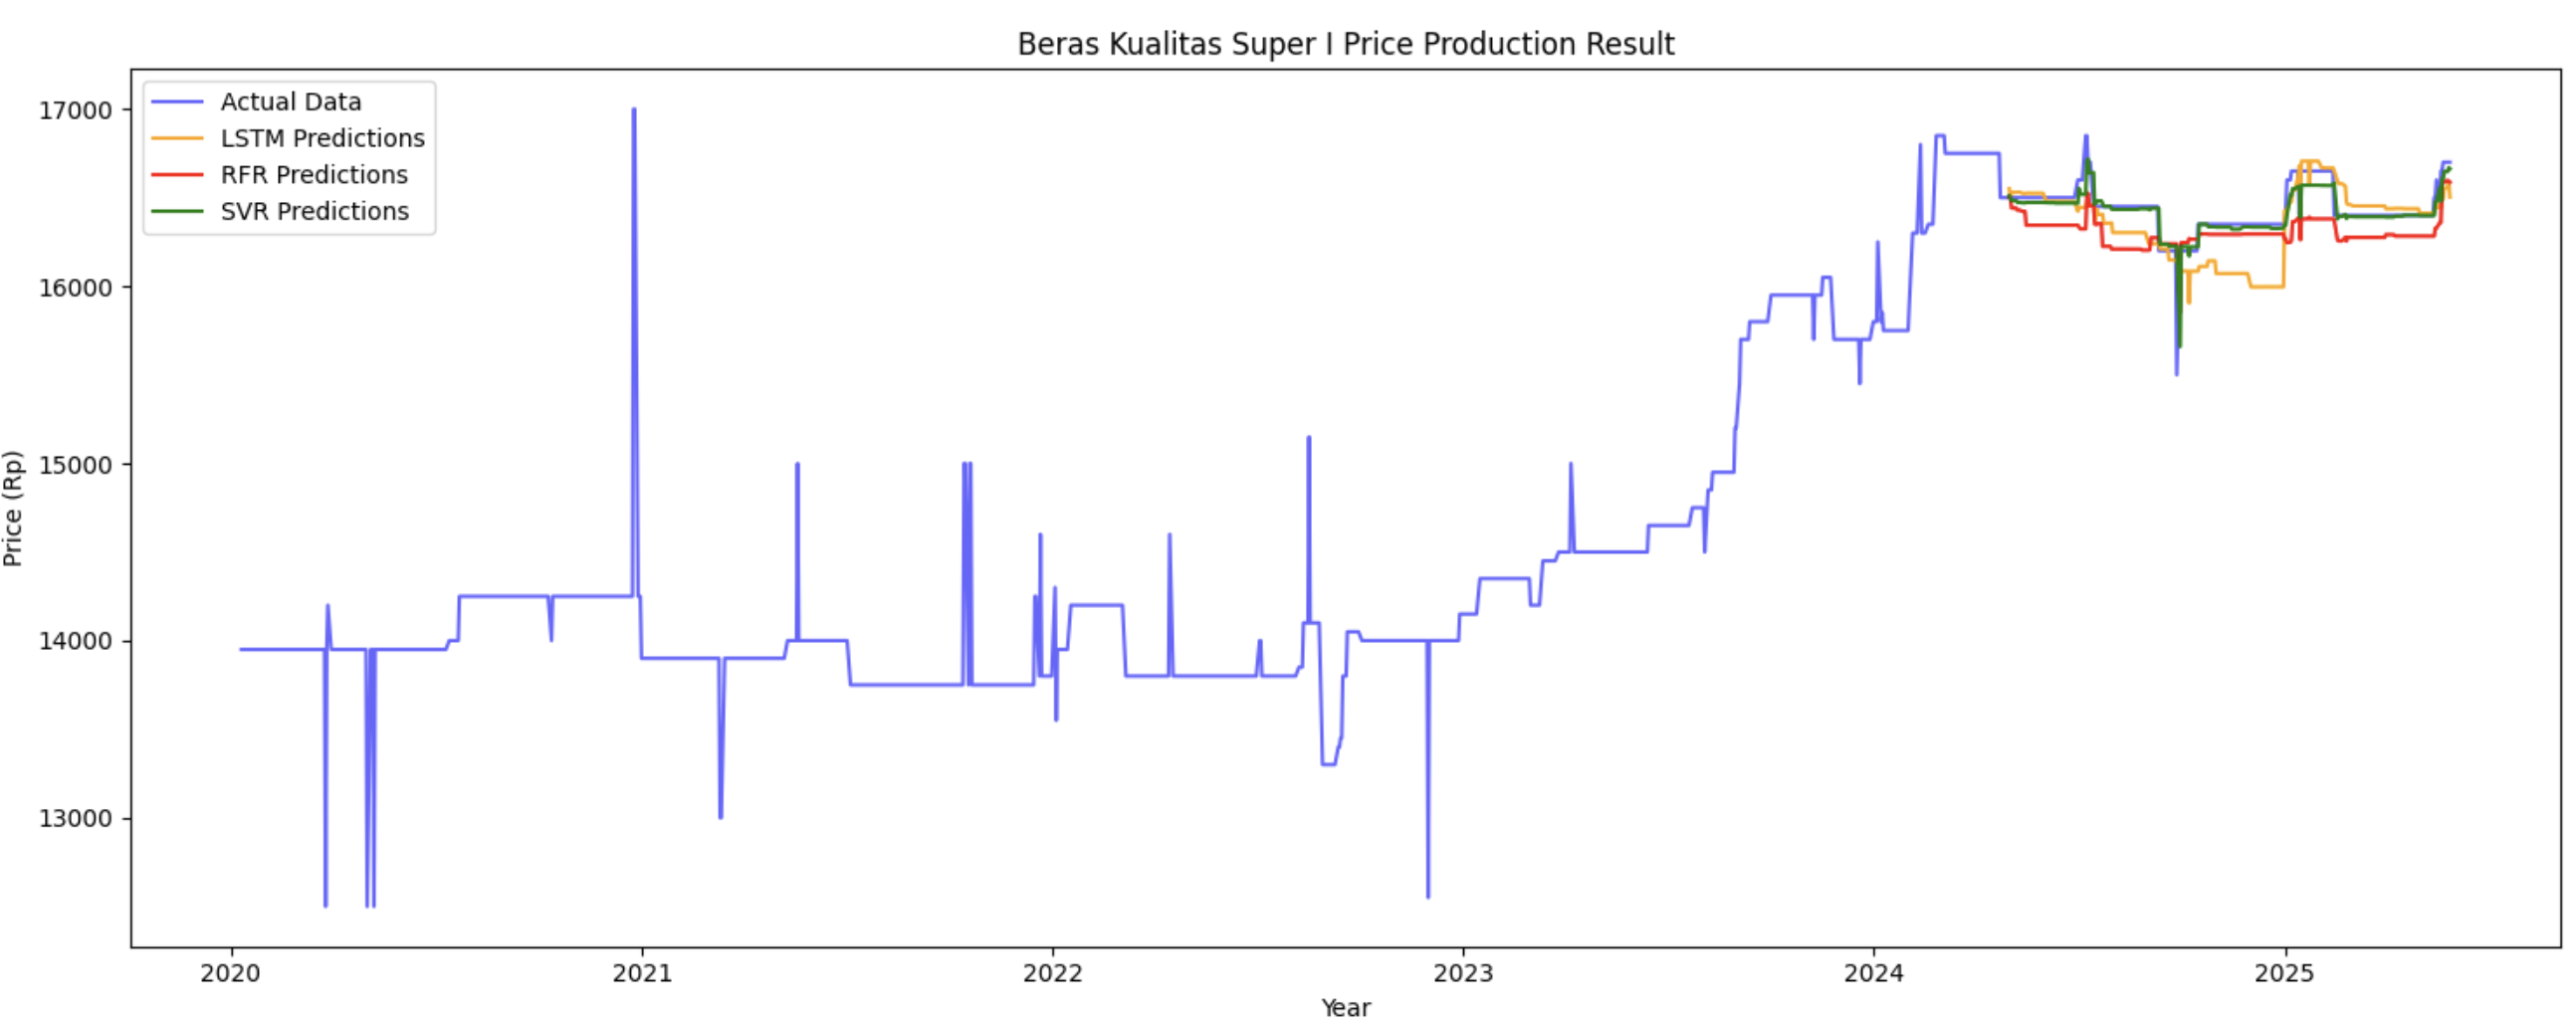 Beras Kualitas Super I Price Production Result
Actual Data
LSTM Predictions
RFR Predictions
SVR Predictions
Price (Rp)
17000
16000
15000
14000
13000
2020 2021 2022 2023 2024 2025
Year